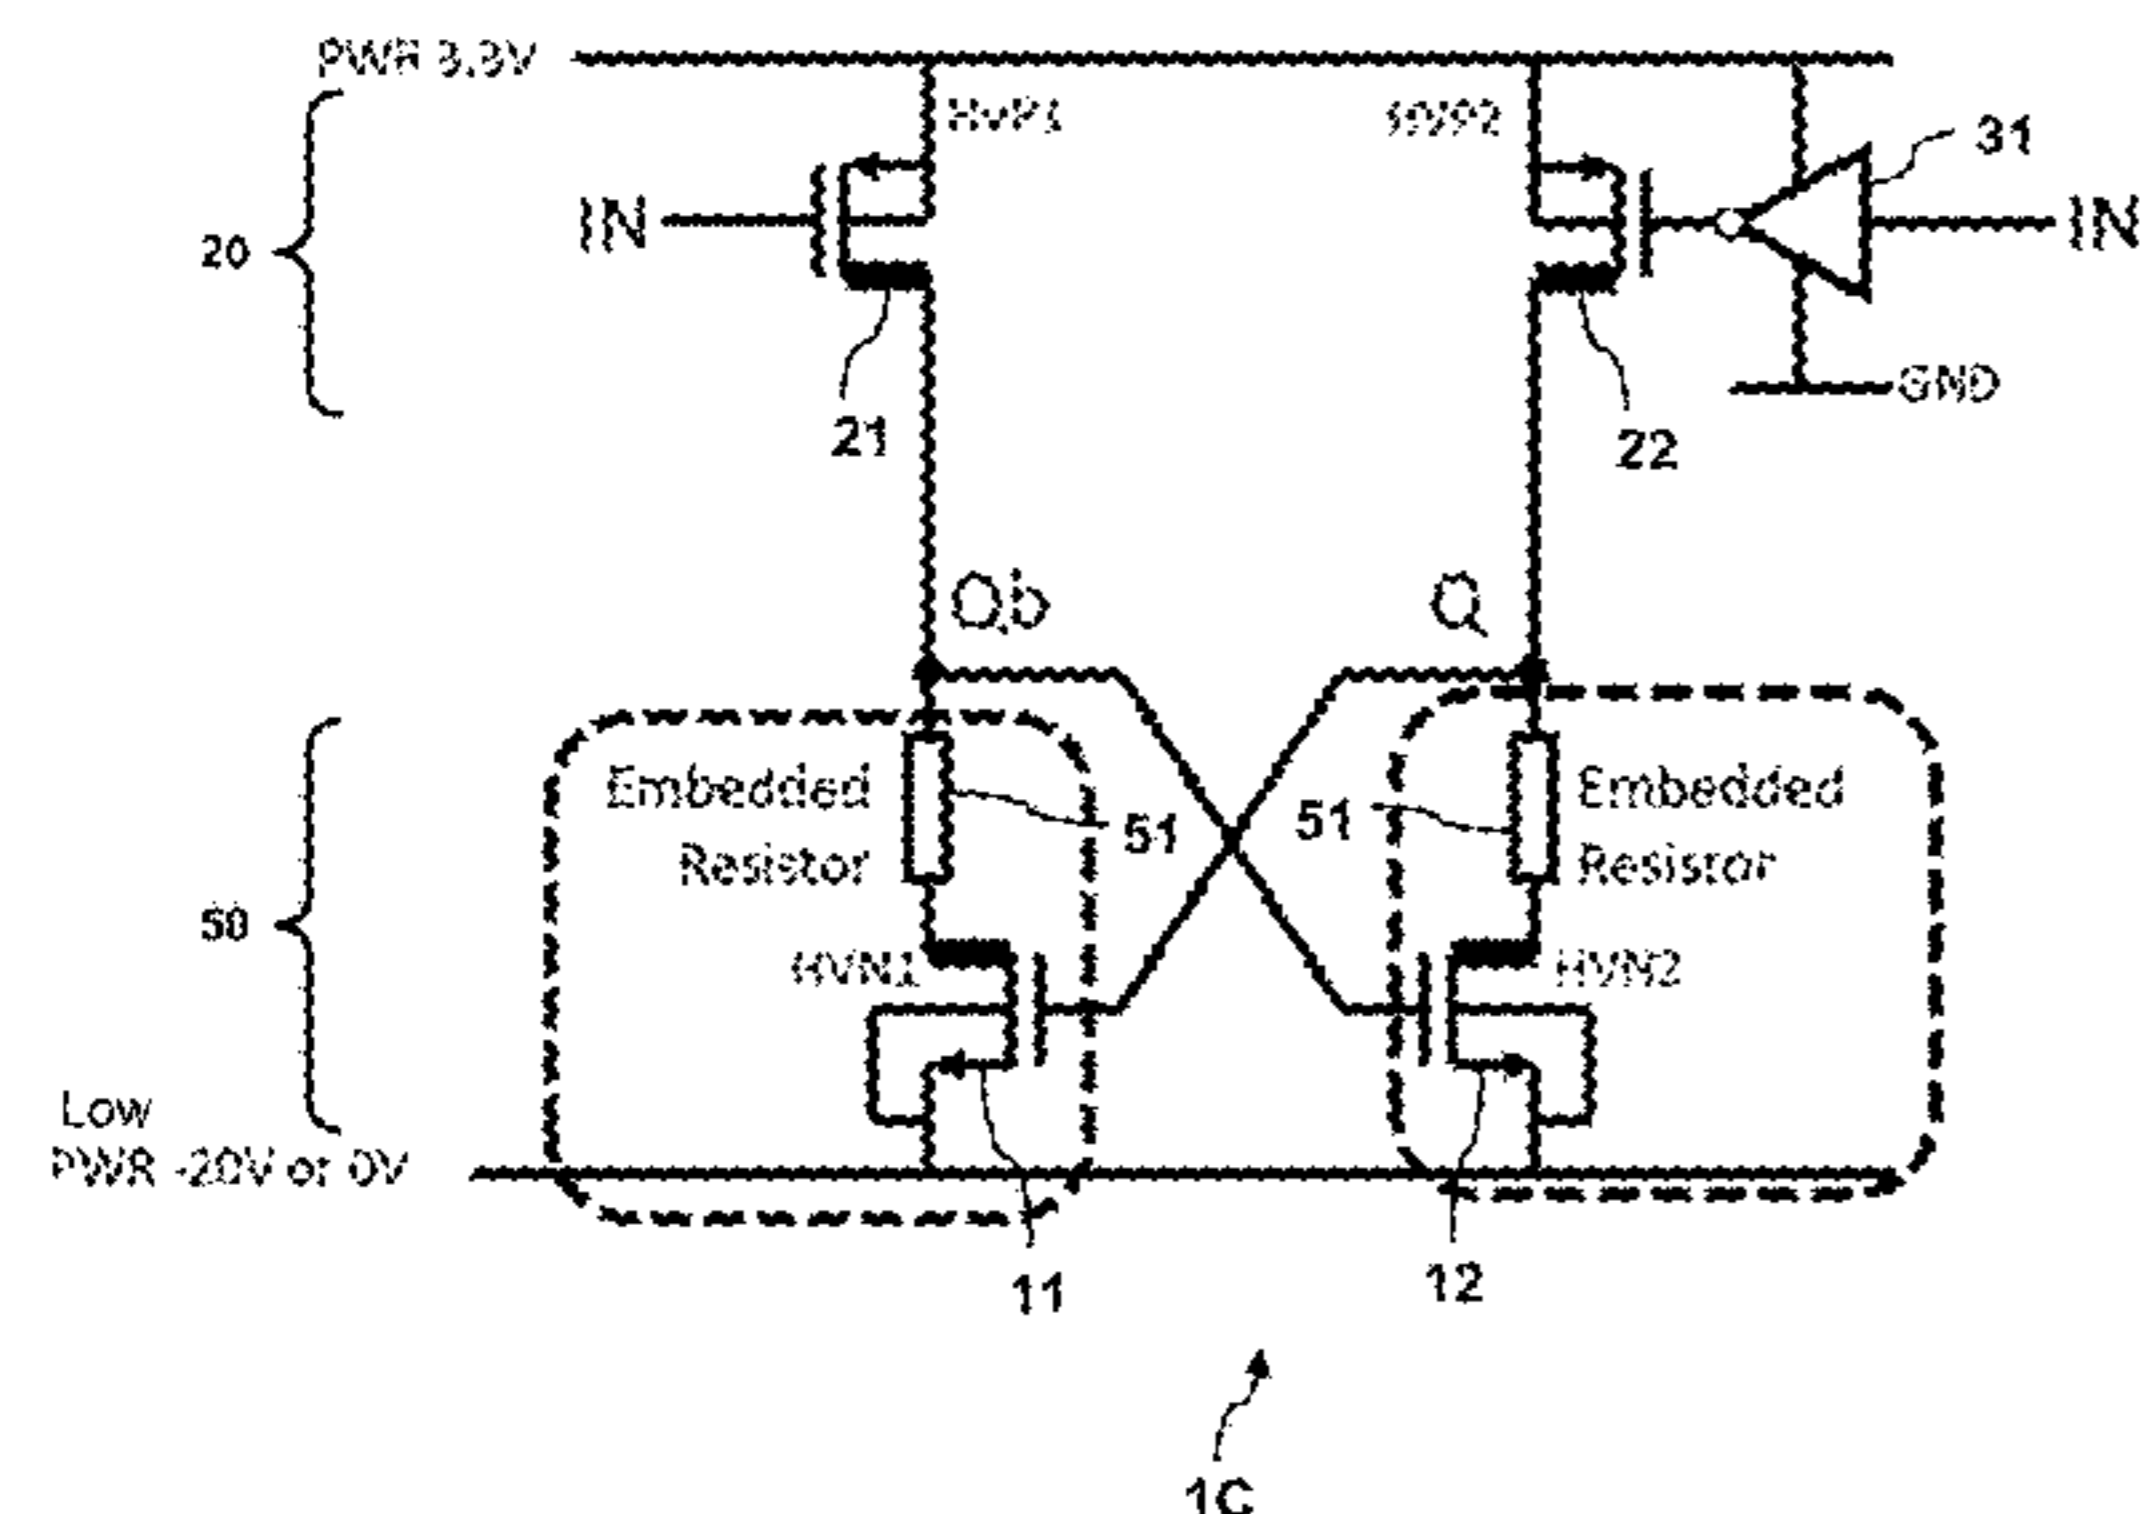 PWR 3.3V
HVP1
HVP2
31
IN
IN
20
GND
21
22
Qb
Q
Embedded
Resistor
51
51
Embedded
Resistor
50
HVN1
HVN2
Low
PWR -20V or 0V
11
12
1C